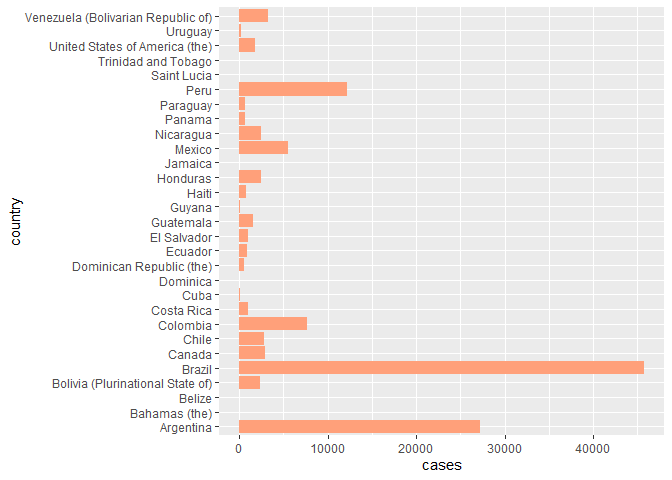 Venezuela (Bolivarian Republic of)
Uruguay
United States of America (the)
Trinidad and Tobago
Saint Lucia
Peru
Paraguay
Panama
Nicaragua
Mexico
Jamaica
Honduras
Haiti
Guyana
Guatemala
El Salvador
Ecuador
Dominican Republic (the)
Dominica
Cuba
Costa Rica
Colombia
Chile
Canada
Brazil
Bolivia (Plurinational State of)
Belize
Bahamas (the)
Argentina
country
0 10000 20000 30000 40000
cases